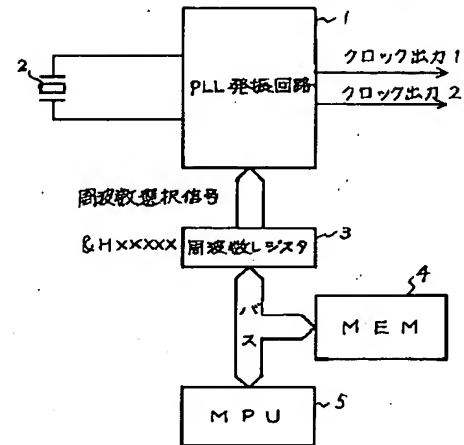 1
2
PLL発振回路
クロック出力1
クロック出力2
周波数選択信号
&H×××××
周波数レジスタ
3
4
バス
MEM
MPU
5